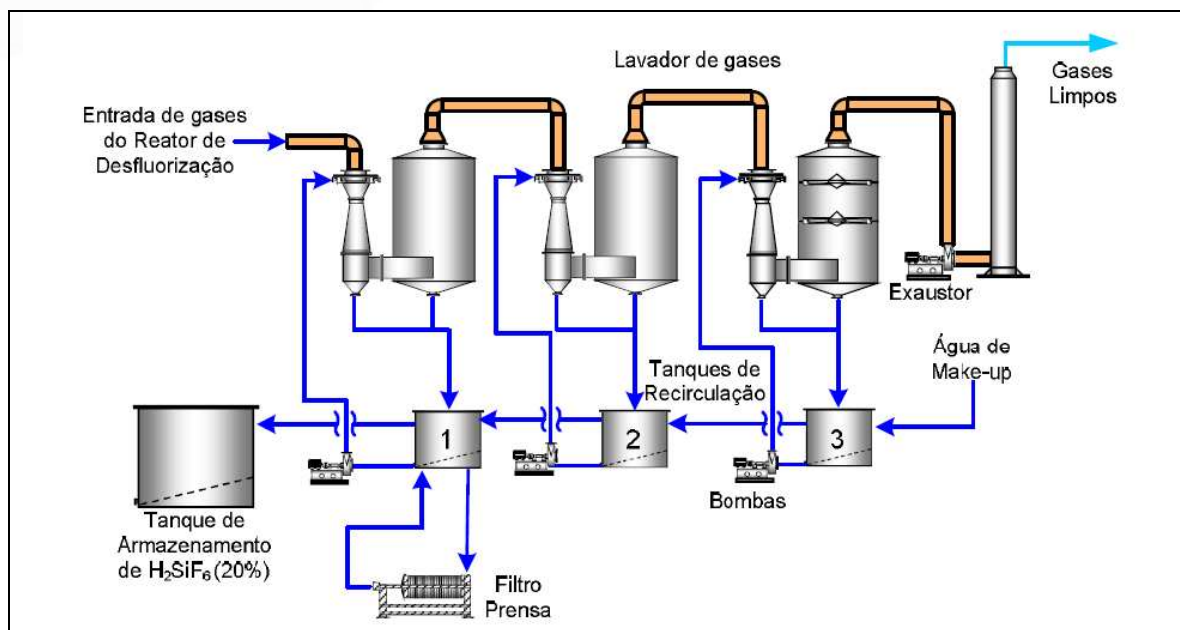 Lavador de gases
Gases
Limpos
Entrada de gases
do Reator de
Desfluorização
Exaustor
Água de
Make-up
Tanques de
Recirculação
1
2
3
Bombas
Tanque de
Armazenamento
de H₂SiF₆ (20%)
Filtro
Prensa